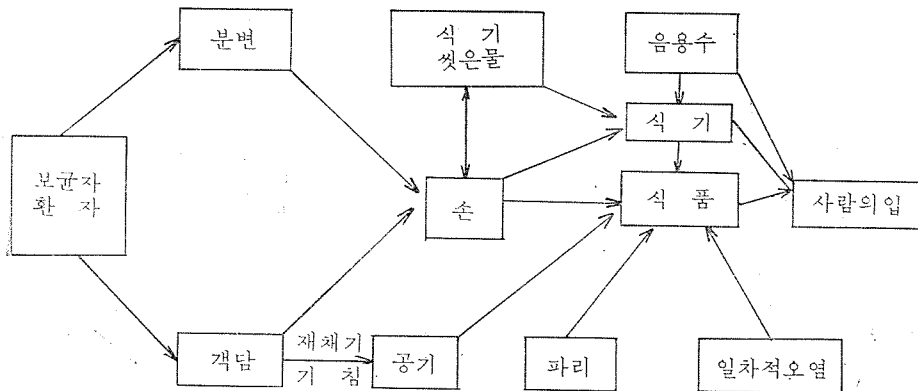 분변
식 기
씻은물
음용수
식 기
보균자
환 자
손
식 품
사람의입
객담
재채기
기 침
공기
파리
일차적오염